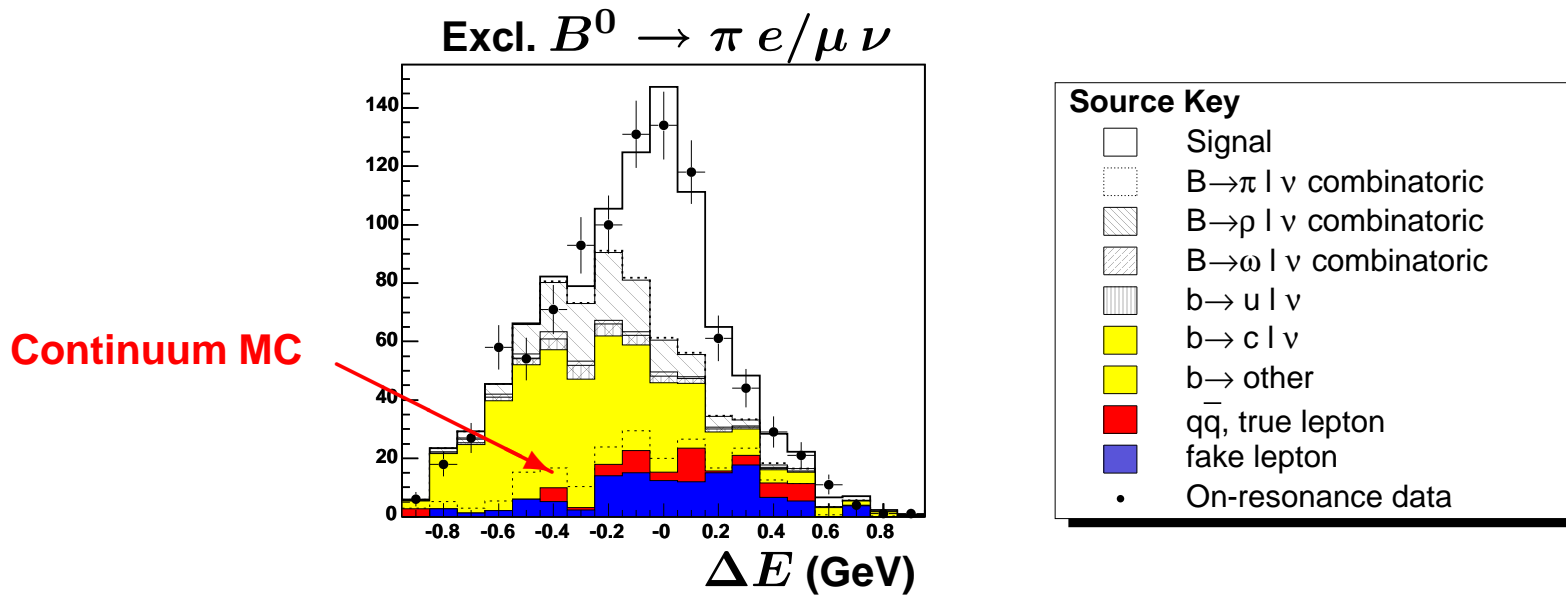 Excl. B⁰ → π e/μ ν
140
120
100
80
60
40
20
0
-0.8 -0.6 -0.4 -0.2 -0 0.2 0.4 0.6 0.8
ΔE (GeV)
Continuum MC
Source Key
Signal
B→π l ν combinatoric
B→ρ l ν combinatoric
B→ω l ν combinatoric
b→ u l ν
b→ c l ν
b→ other
qq̅, true lepton
fake lepton
On-resonance data